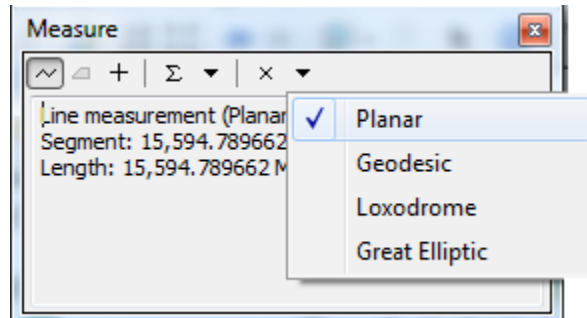 Measure
Line measurement (Planar
Segment: 15,594.789662
Length: 15,594.789662 M
Planar
Geodesic
Loxodrome
Great Elliptic